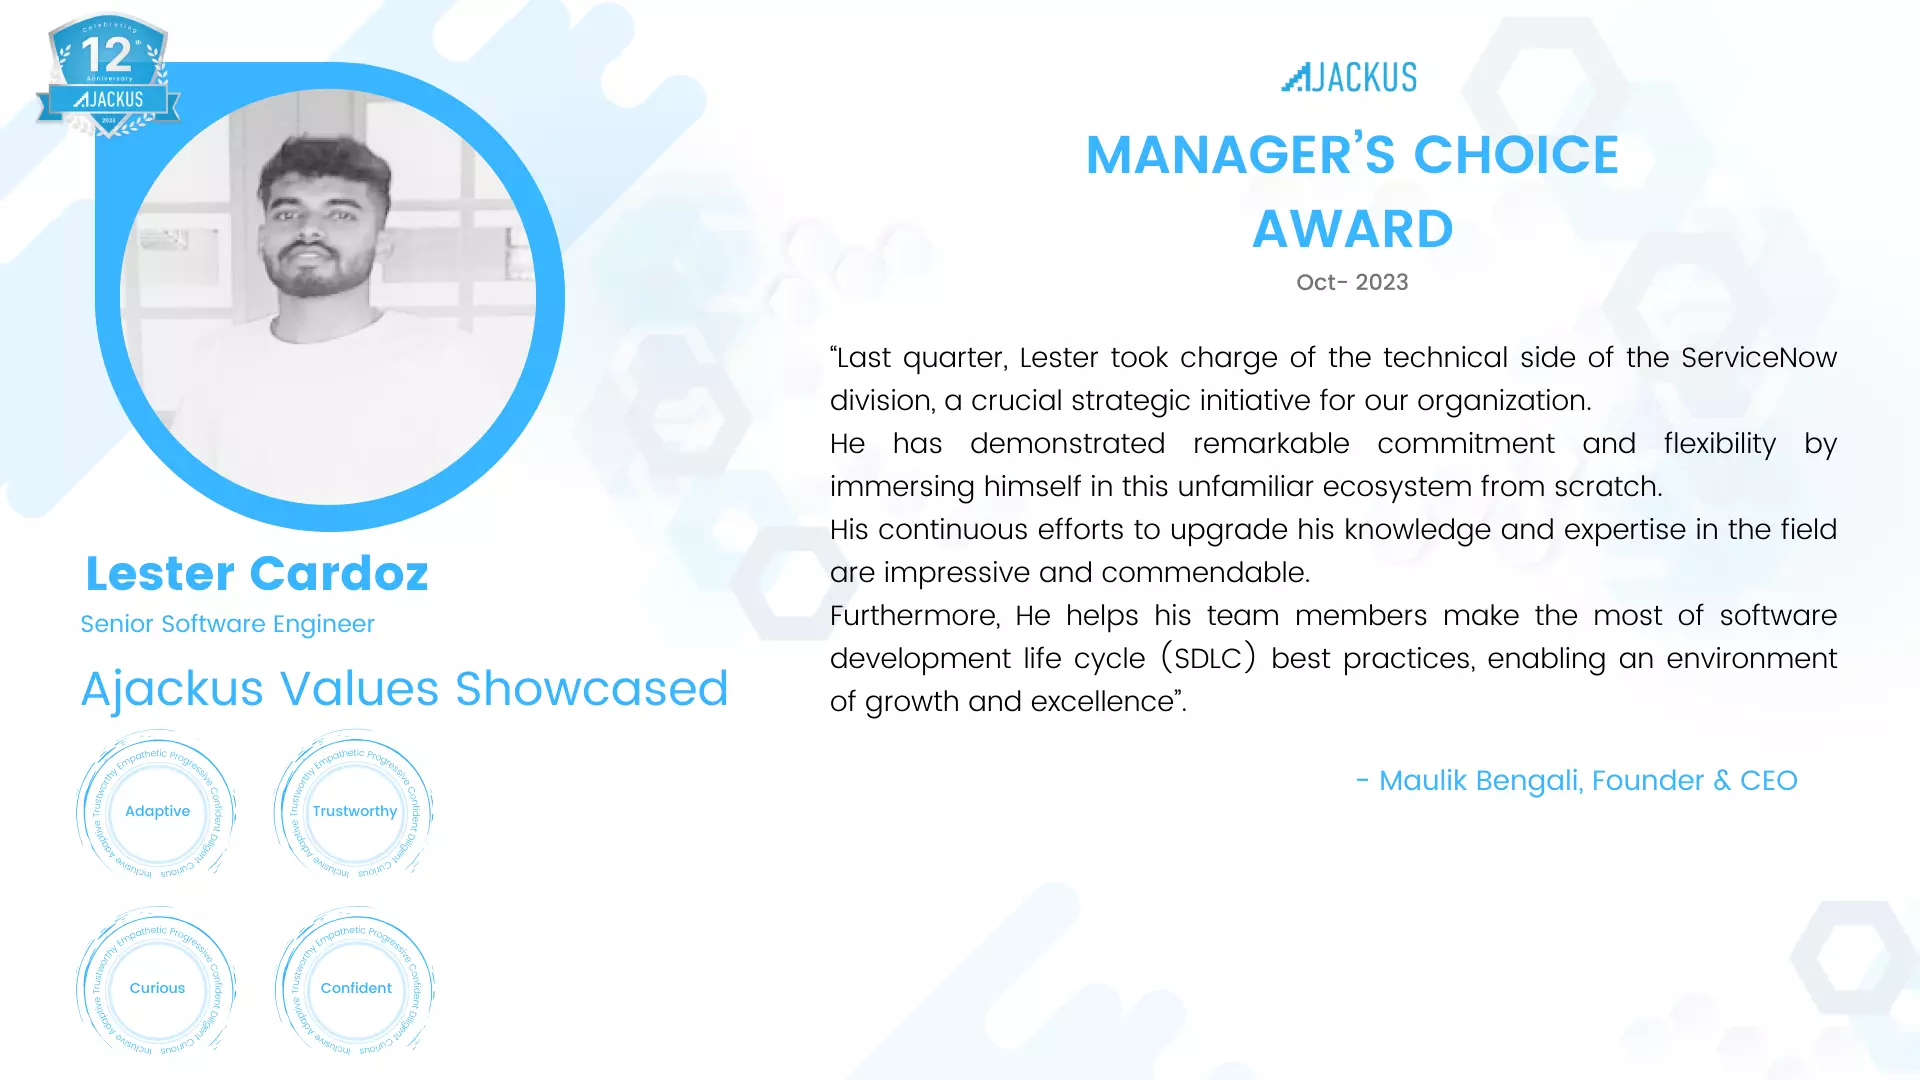 Celebrating
12th
Anniversary
AJACKUS
2023
AJACKUS
MANAGER’S CHOICE
AWARD
Oct- 2023
“Last quarter, Lester took charge of the technical side of the ServiceNow
division, a crucial strategic initiative for our organization.
He has demonstrated remarkable commitment and flexibility by
immersing himself in this unfamiliar ecosystem from scratch.
His continuous efforts to upgrade his knowledge and expertise in the field
are impressive and commendable.
Furthermore, He helps his team members make the most of software
development life cycle (SDLC) best practices, enabling an environment
of growth and excellence”.
- Maulik Bengali, Founder & CEO
Lester Cardoz
Senior Software Engineer
Ajackus Values Showcased
Inclusive Adaptive Trustworthy Empathetic Progressive Confident Diligent Curious
Adaptive
Inclusive Adaptive Trustworthy Empathetic Progressive Confident Diligent Curious
Trustworthy
Inclusive Adaptive Trustworthy Empathetic Progressive Confident Diligent Curious
Curious
Inclusive Adaptive Trustworthy Empathetic Progressive Confident Diligent Curious
Confident